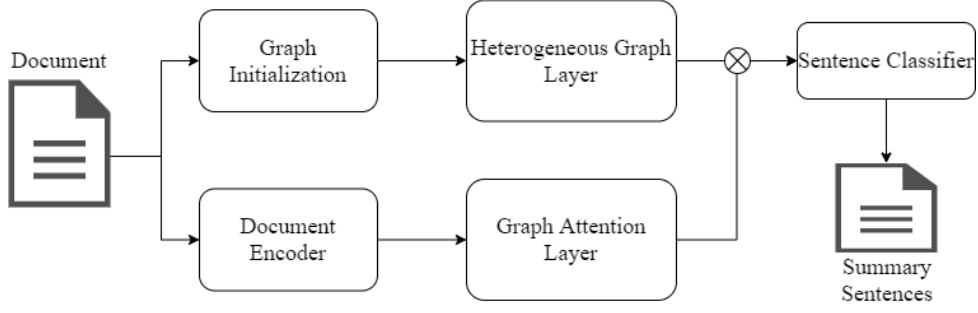 Document
Graph
Initialization
Heterogeneous Graph
Layer
Sentence Classifier
Document
Encoder
Graph Attention
Layer
Summary
Sentences